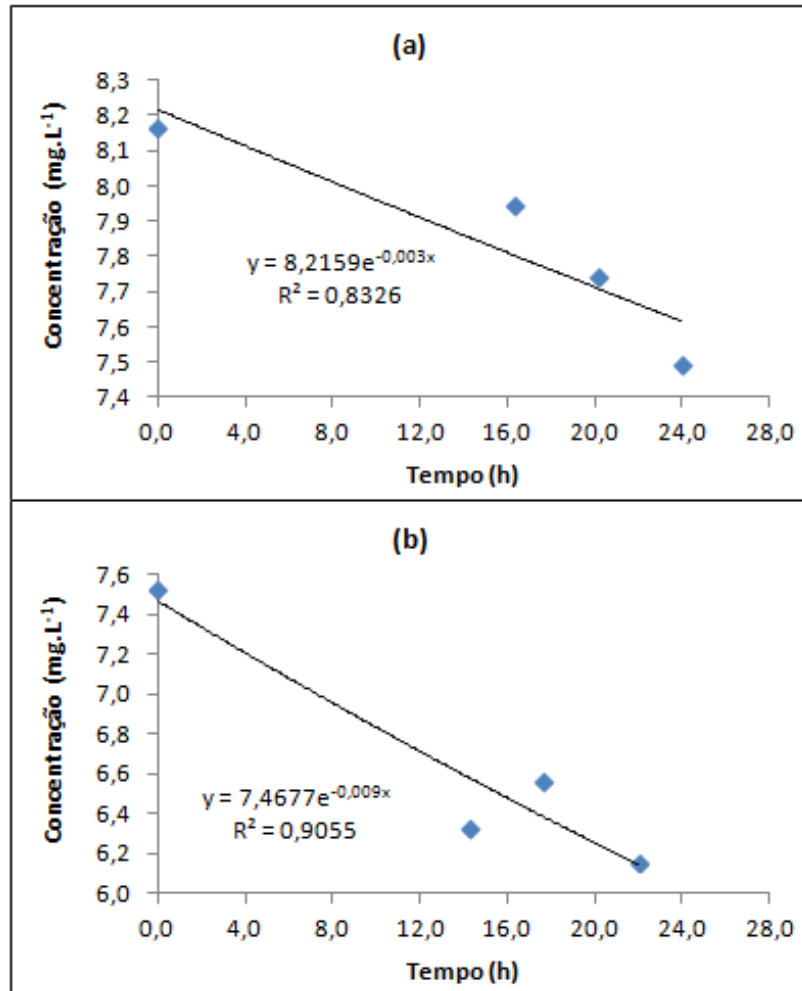 (a)
Concentração (mg.L-1)
8,3
8,2
8,1
8,0
7,9
7,8
7,7
7,6
7,5
7,4
y = 8,2159e-0,003x
R² = 0,8326
0,0 4,0 8,0 12,0 16,0 20,0 24,0 28,0
Tempo (h)
(b)
Concentração (mg.L-1)
7,6
7,4
7,2
7,0
6,8
6,6
6,4
6,2
6,0
y = 7,4677e-0,009x
R² = 0,9055
0,0 4,0 8,0 12,0 16,0 20,0 24,0 28,0
Tempo (h)